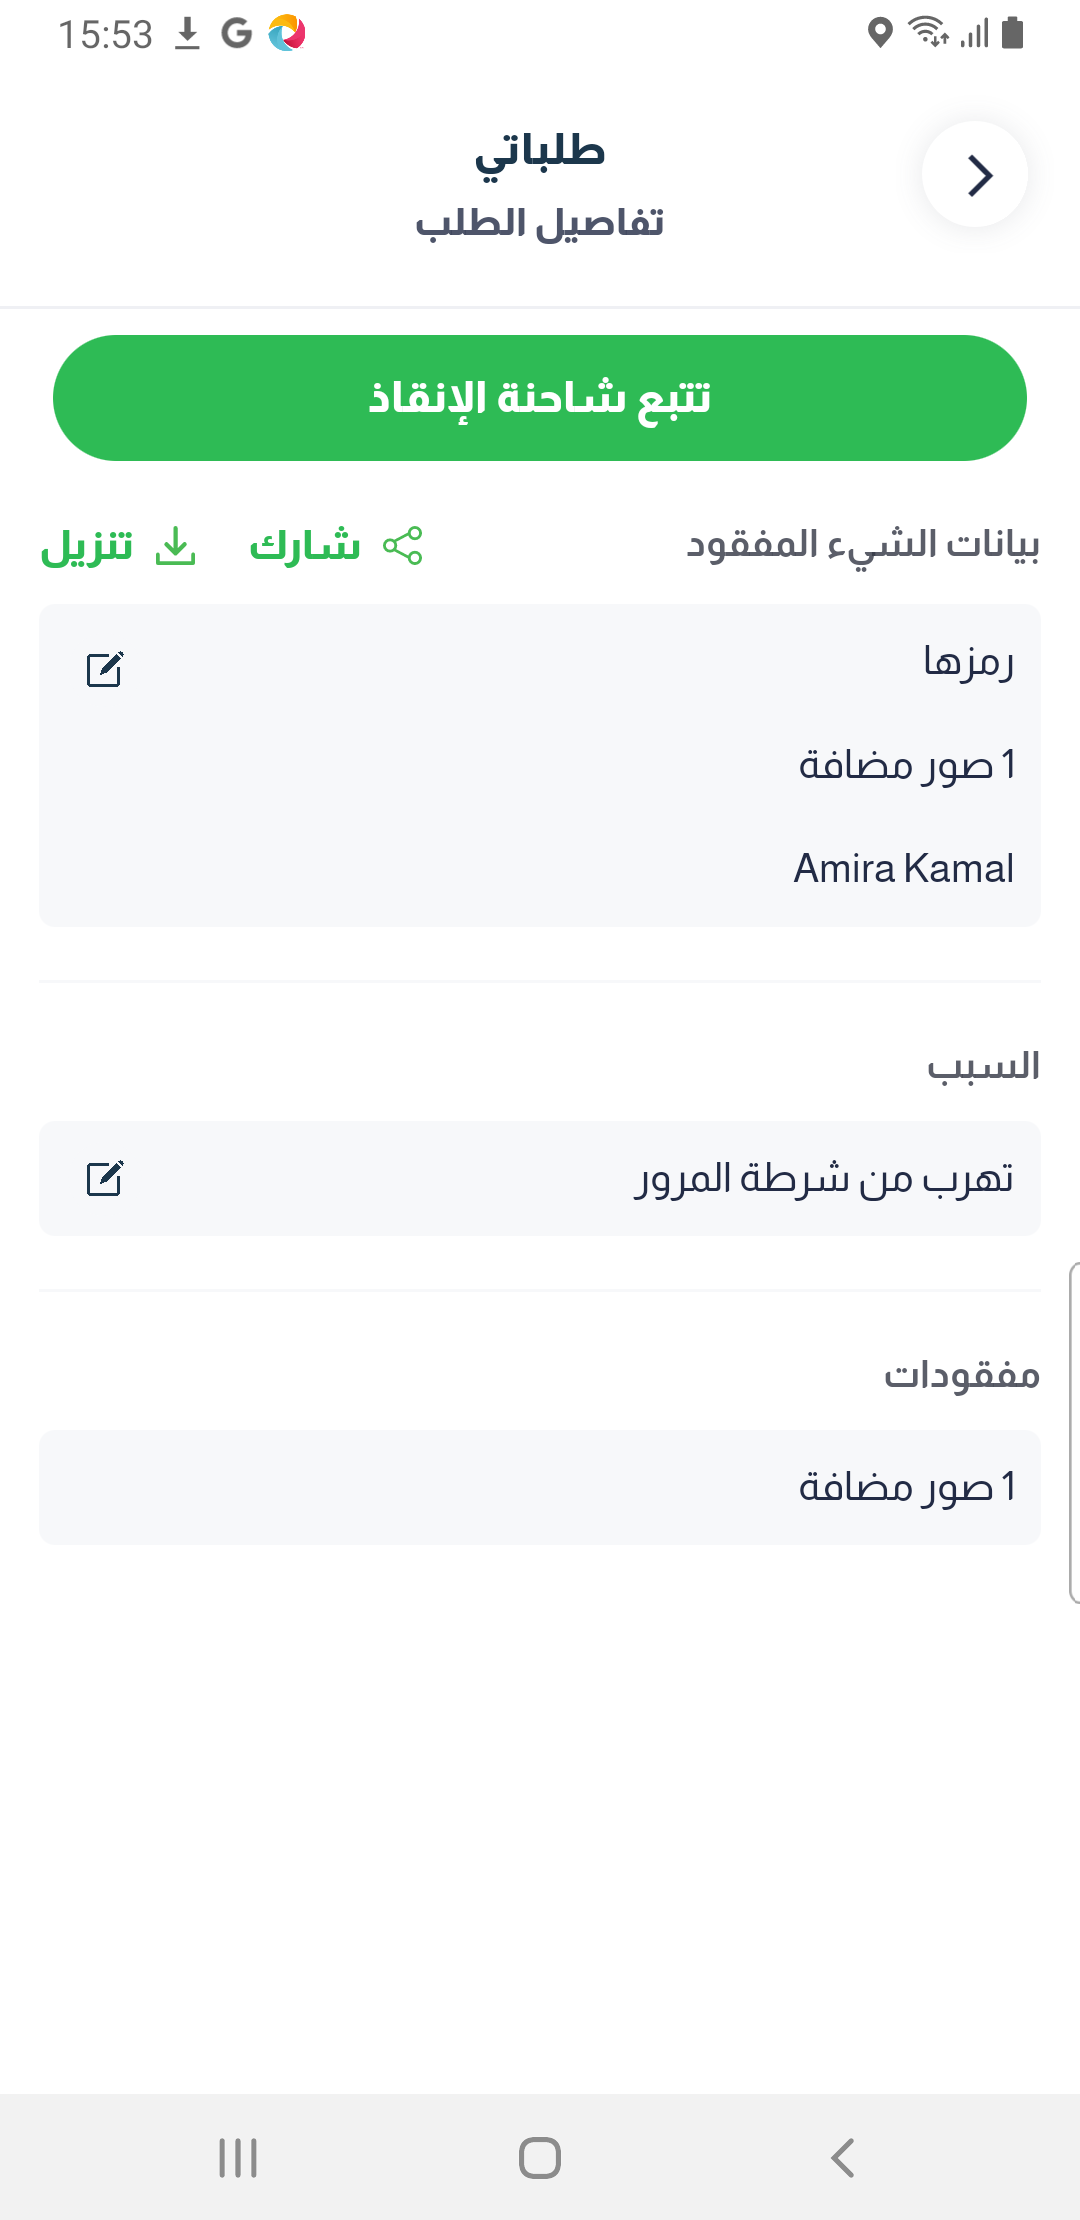 15:53
طلباتي
تفاصيل الطلب
تتبع شاحنة الإنقاذ
بيانات الشيء المفقود
شارك
تنزيل
رمزها
1 صور مضافة
Amira Kamal
السبب
تهرب من شرطة المرور
مفقودات
1 صور مضافة